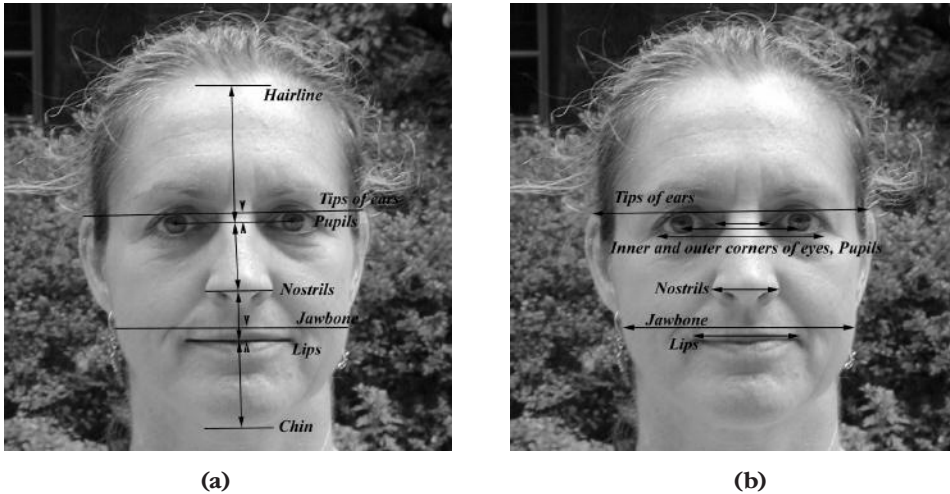 Hairline
Tips of ears
Pupils
Nostrils
Jawbone
Lips
Chin
(a)
Tips of ears
Inner and outer corners of eyes, Pupils
Nostrils
Jawbone
Lips
(b)